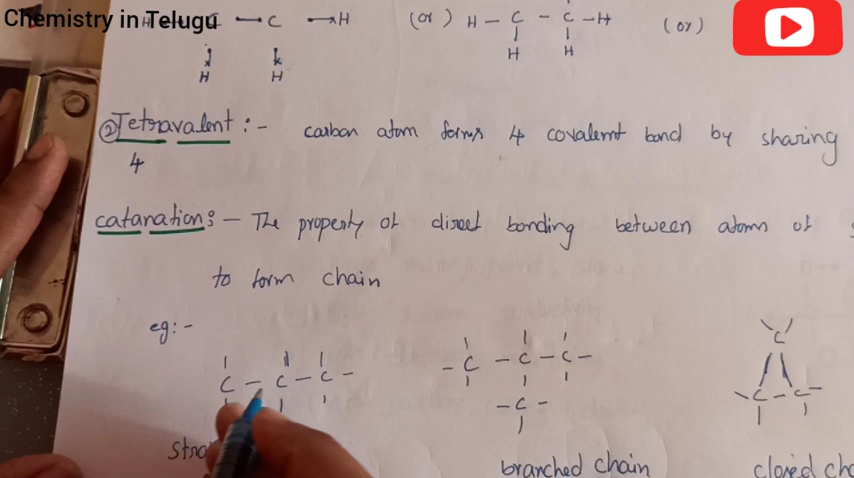 Chemistry in Telugu
C — C — H (or) H — C — C — H (or)
H H H H
② Tetravalent :- carbon atom forms 4 covalent bond by sharing
4
catanation :- The property of direct bonding between atom of
to form chain
eg :-
C - C - C - - C - C - C - C
- C - - C - C -
branched chain closed